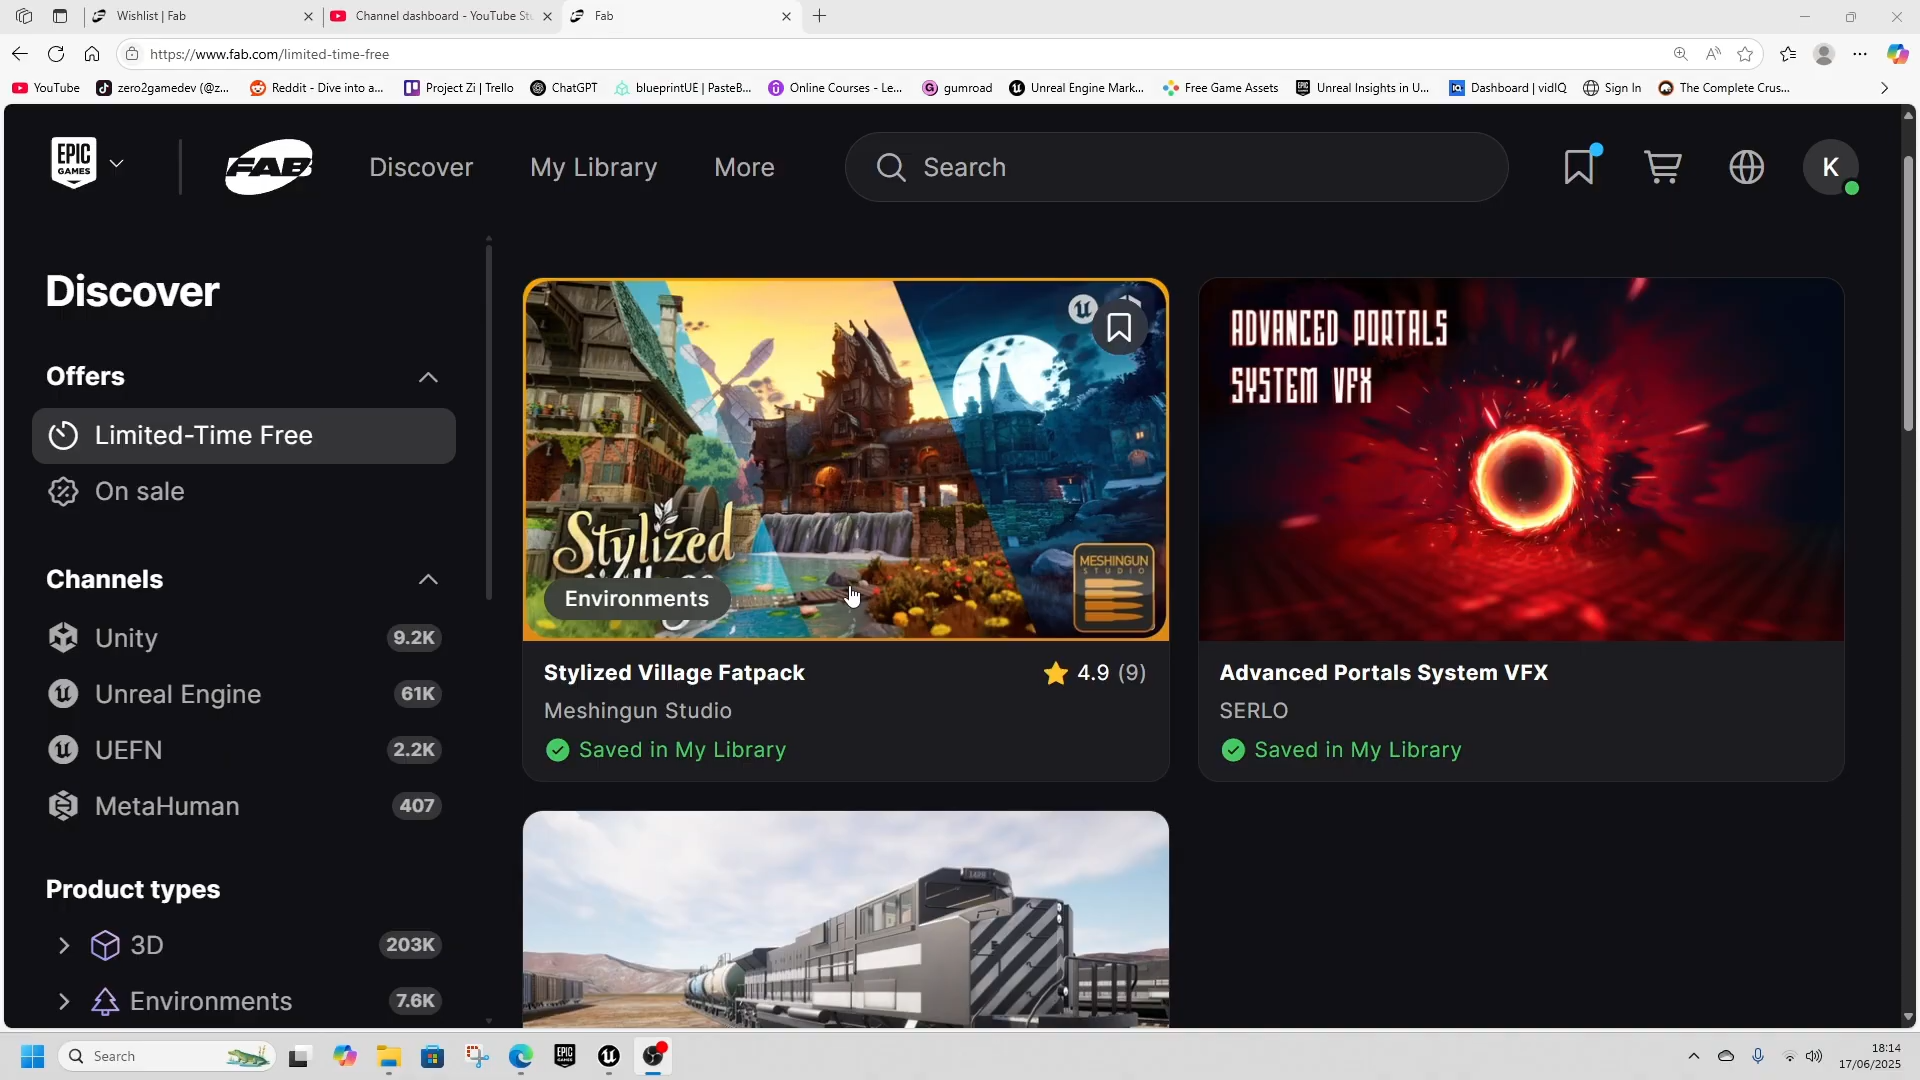 Wishlist | Fab
Channel dashboard - YouTube St
Fab
https://www.fab.com/limited-time-free
YouTube
zero2gamedev (@z...
Reddit - Dive into a...
Project Zi | Trello
ChatGPT
blueprintUE | PasteB...
Online Courses - Le...
gumroad
Unreal Engine Mark...
Free Game Assets
Unreal Insights in U...
Dashboard | vidIQ
Sign In
The Complete Crus...
EPIC
GAMES
FAB
Discover
My Library
More
Search
K
Discover
Offers
Limited-Time Free
On sale
Channels
Unity 9.2K
Unreal Engine 61K
UEFN 2.2K
MetaHuman 407
Product types
3D 203K
Environments 7.6K
Stylized
MESHINGUN
STUDIO
Environments
Stylized Village Fatpack 4.9 (9)
Meshingun Studio
Saved in My Library
ADVANCED PORTALS
SYSTEM VFX
Advanced Portals System VFX
SERLO
Saved in My Library
Search
18:14
17/06/2025